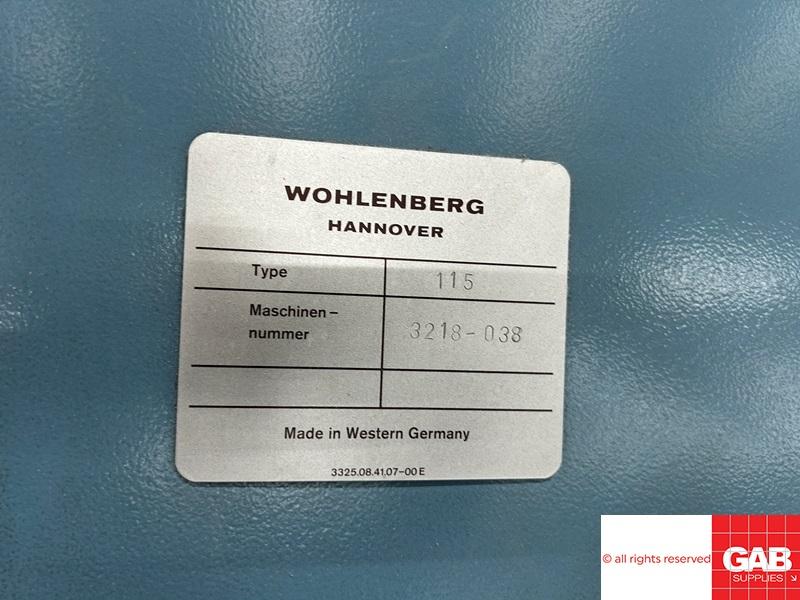 WOHLENBERG
HANNOVER
Type 115
Maschinen-
nummer 3218-038
Made in Western Germany
3325.08.41.07-00 E
© all rights reserved
GAB
SUPPLIES